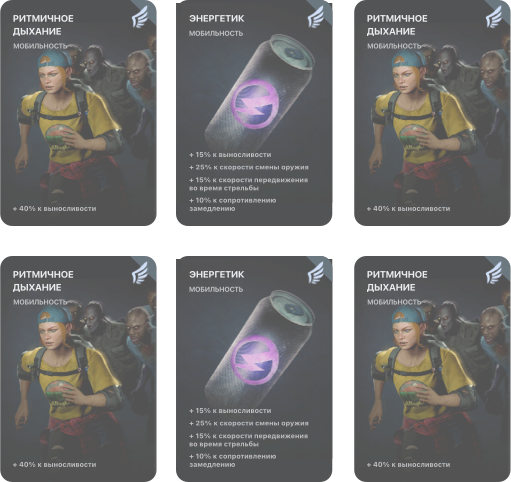 РИТМИЧНОЕ
ДЫХАНИЕ
МОБИЛЬНОСТЬ
+ 40% к выносливости
ЭНЕРГЕТИК
МОБИЛЬНОСТЬ
+ 15% к выносливости
+ 25% к скорости смены оружия
+ 15% к скорости передвижения
во время стрельбы
+ 10% к сопротивлению
замедлению
РИТМИЧНОЕ
ДЫХАНИЕ
МОБИЛЬНОСТЬ
+ 40% к выносливости
РИТМИЧНОЕ
ДЫХАНИЕ
МОБИЛЬНОСТЬ
+ 40% к выносливости
ЭНЕРГЕТИК
МОБИЛЬНОСТЬ
+ 15% к выносливости
+ 25% к скорости смены оружия
+ 15% к скорости передвижения
во время стрельбы
+ 10% к сопротивлению
замедлению
РИТМИЧНОЕ
ДЫХАНИЕ
МОБИЛЬНОСТЬ
+ 40% к выносливости